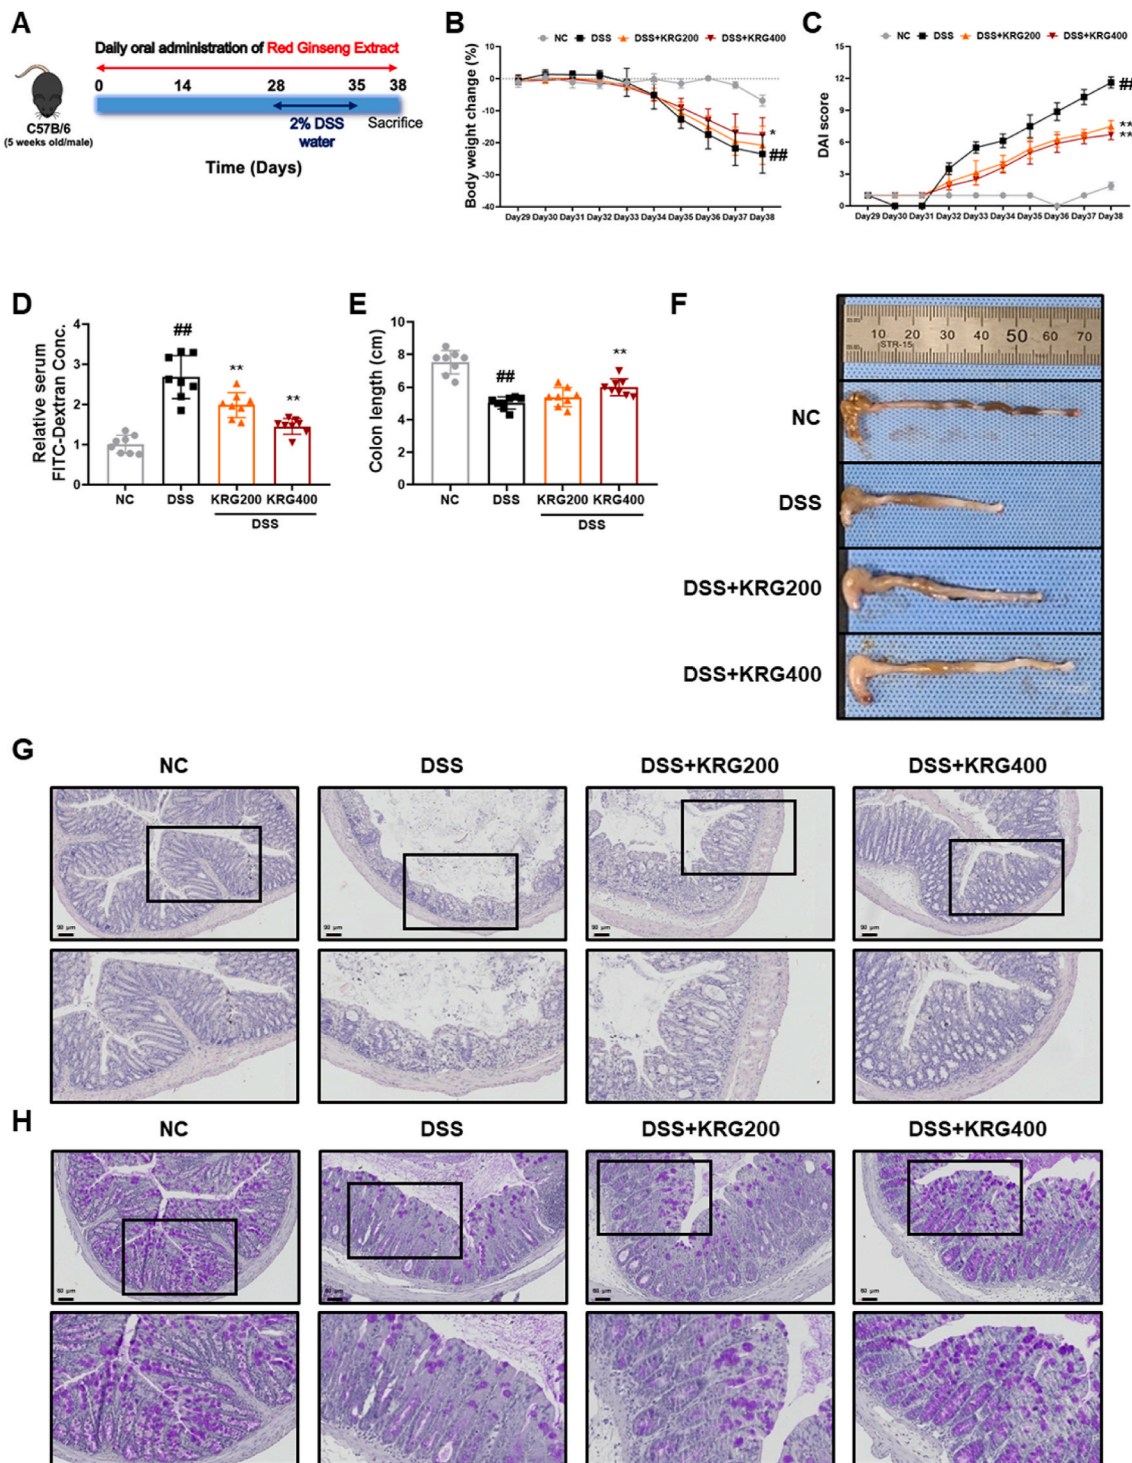 A
Daily oral administration of Red Ginseng Extract
0 14 28 35 38
C57B/6
(5 weeks old/male)
2% DSS
water
Sacrifice
Time (Days)
B
NC DSS DSS+KRG200 DSS+KRG400
Body weight change (%)
10
0
-10
-20
-30
-40
*
##
Day29 Day30 Day31 Day32 Day33 Day34 Day35 Day36 Day37 Day38
C
NC DSS DSS+KRG200 DSS+KRG400
DAI score
15
12
9
6
3
0
##
**
**
Day29 Day30 Day31 Day32 Day33 Day34 Day35 Day36 Day37 Day38
D
Relative serum
FITC-Dextran Conc.
4
3
2
1
0
##
**
**
NC DSS KRG200 KRG400
DSS
E
Colon length (cm)
10
8
6
4
2
0
##
**
NC DSS KRG200 KRG400
DSS
F
10 20 30 40 50 60 70
STR-15
NC
DSS
DSS+KRG200
DSS+KRG400
G
NC DSS DSS+KRG200 DSS+KRG400
H
NC DSS DSS+KRG200 DSS+KRG400